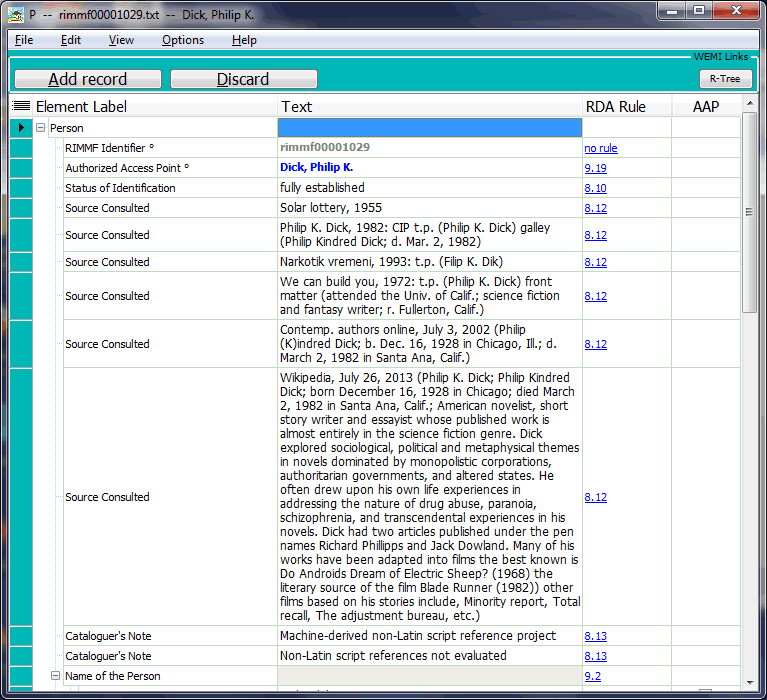 P -- rimmf00001029.txt -- Dick, Philip K.
File Edit View Options Help
WEMI Links
Add record Discard R-Tree
Element Label Text RDA Rule AAP
Person
RIMMF Identifier ° rimmf00001029 no rule
Authorized Access Point ° Dick, Philip K. 9.19
Status of Identification fully established 8.10
Source Consulted Solar lottery, 1955 8.12
Source Consulted Philip K. Dick, 1982: CIP t.p. (Philip K. Dick) galley
(Philip Kindred Dick; d. Mar. 2, 1982) 8.12
Source Consulted Narkotik vremeni, 1993: t.p. (Filip K. Dik) 8.12
Source Consulted We can build you, 1972: t.p. (Philip K. Dick) front
matter (attended the Univ. of Calif.; science fiction 8.12
and fantasy writer; r. Fullerton, Calif.)
Source Consulted Contemp. authors online, July 3, 2002 (Philip
(K)indred Dick; b. Dec. 16, 1928 in Chicago, Ill.; d. 8.12
March 2, 1982 in Santa Ana, Calif.)
Wikipedia, July 26, 2013 (Philip K. Dick; Philip Kindred
Dick; born December 16, 1928 in Chicago; died March
2, 1982 in Santa Ana, Calif.; American novelist, short
story writer and essayist whose published work is
almost entirely in the science fiction genre. Dick
explored sociological, political and metaphysical themes
in novels dominated by monopolistic corporations,
authoritarian governments, and altered states. He
Source Consulted often drew upon his own life experiences in 8.12
addressing the nature of drug abuse, paranoia,
schizophrenia, and transcendental experiences in his
novels. Dick had two articles published under the pen
names Richard Philipps and Jack Dowland. Many of his
works have been adapted into films the best known is
Do Androids Dream of Electric Sheep? (1968) the
literary source of the film Blade Runner (1982)) other
films based on his stories include, Minority report, Total
recall, The adjustment bureau, etc.)
Cataloguer's Note Machine-derived non-Latin script reference project 8.13
Cataloguer's Note Non-Latin script references not evaluated 8.13
Name of the Person 9.2